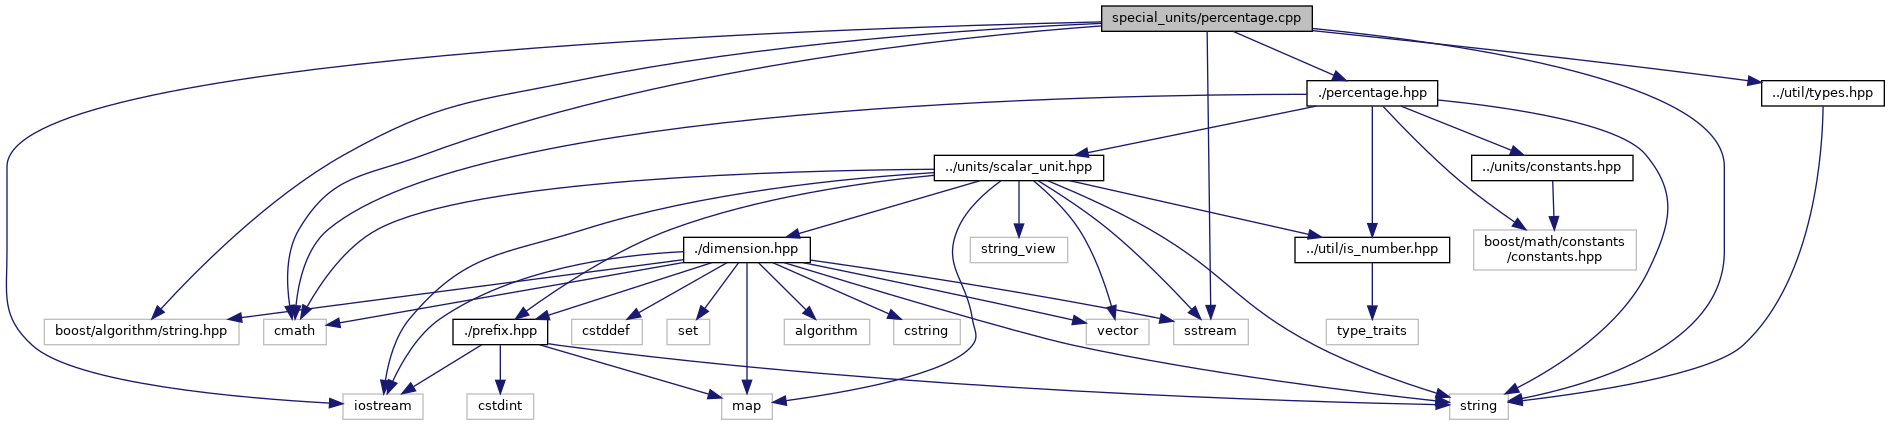 special_units/percentage.cpp
./percentage.hpp
../util/types.hpp
../units/scalar_unit.hpp
../units/constants.hpp
./dimension.hpp
string_view
../util/is_number.hpp
boost/math/constants
/constants.hpp
boost/algorithm/string.hpp
cmath
./prefix.hpp
cstddef
set
algorithm
cstring
vector
sstream
type_traits
iostream
cstdint
map
string